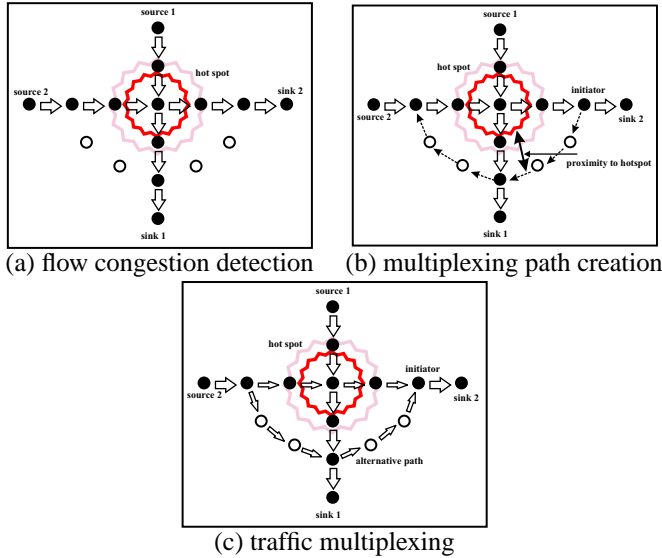 source 1
hot spot
source 2
sink 2
sink 1
(a) flow congestion detection
source 1
hot spot
initiator
source 2
sink 2
proximity to hotspot
sink 1
(b) multiplexing path creation
source 1
hot spot
initiator
source 2
sink 2
alternative path
sink 1
(c) traffic multiplexing